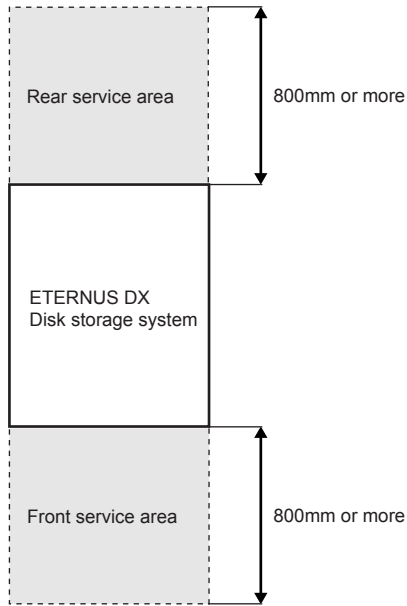 Rear service area
800mm or more
ETERNUS DX
Disk storage system
Front service area
800mm or more